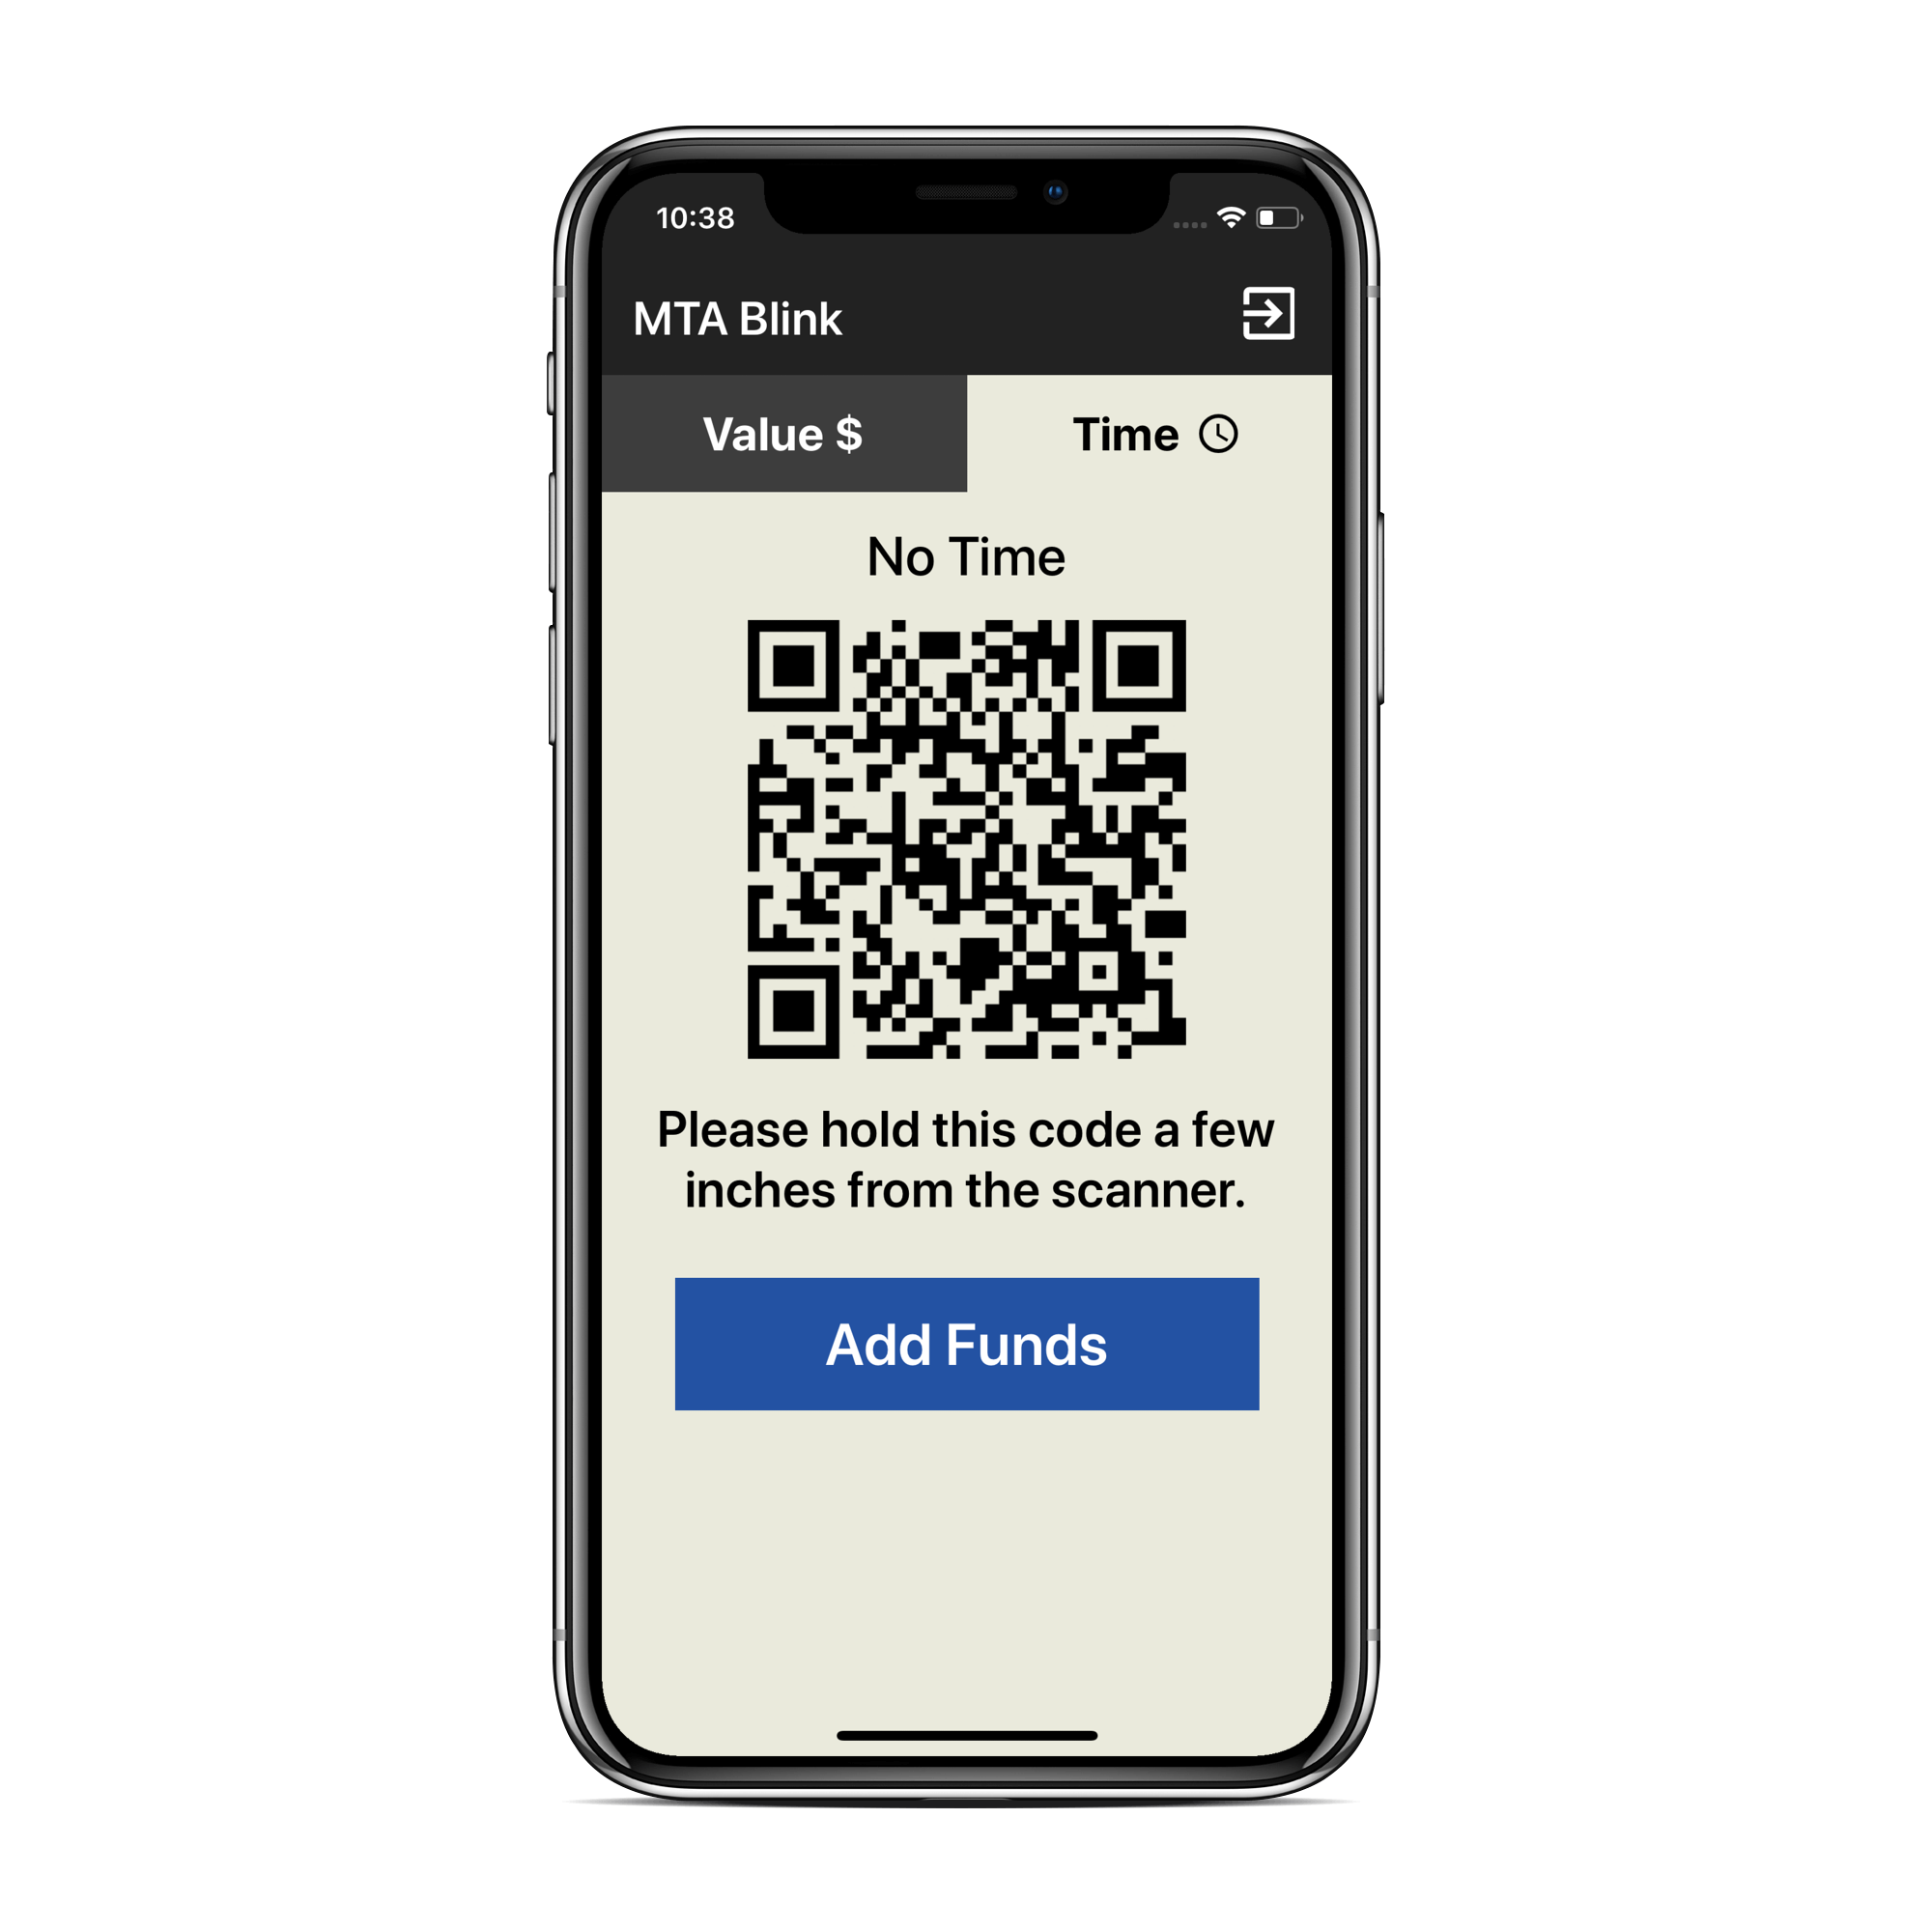 10:38
MTA Blink
Value $
Time
No Time
Please hold this code a few
inches from the scanner.
Add Funds